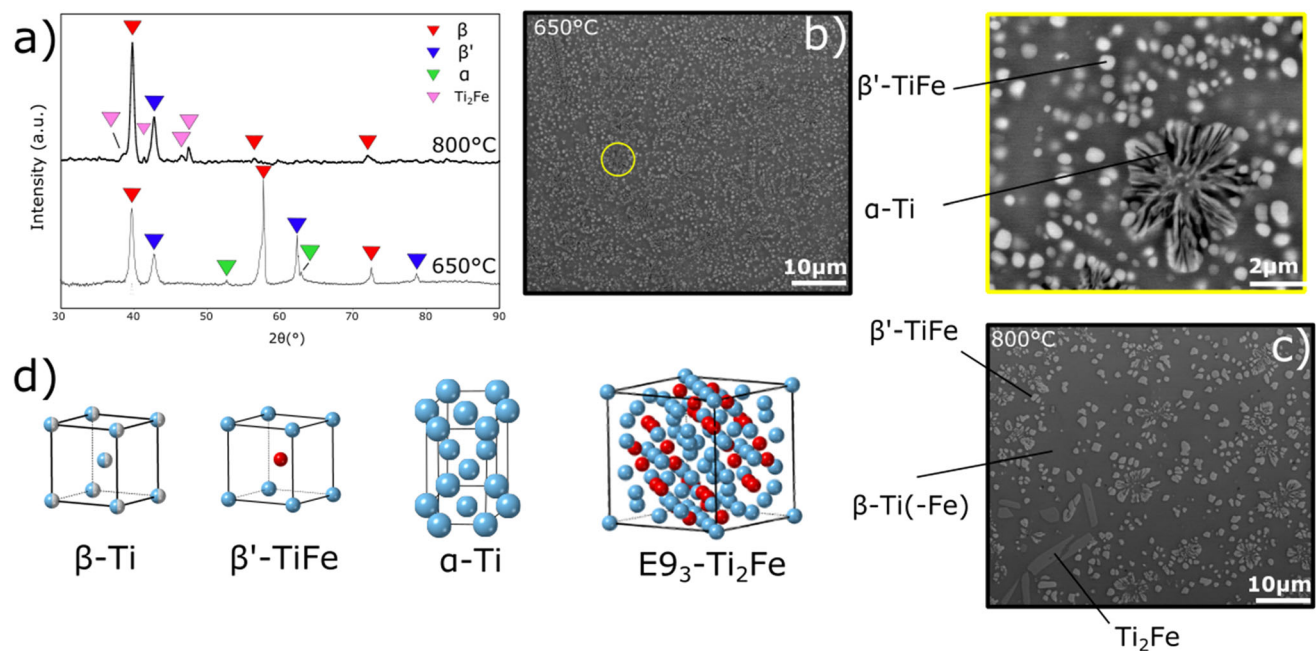 a)
Intensity (a.u.)
β
β'
α
Ti₂Fe
800°C
650°C
30 40 50 60 70 80 90
2θ(°)
650°C
b)
10μm
β'-TiFe
α-Ti
2μm
β'-TiFe
β-Ti(-Fe)
800°C
c)
10μm
Ti₂Fe
d)
β-Ti
β'-TiFe
α-Ti
E9₃-Ti₂Fe